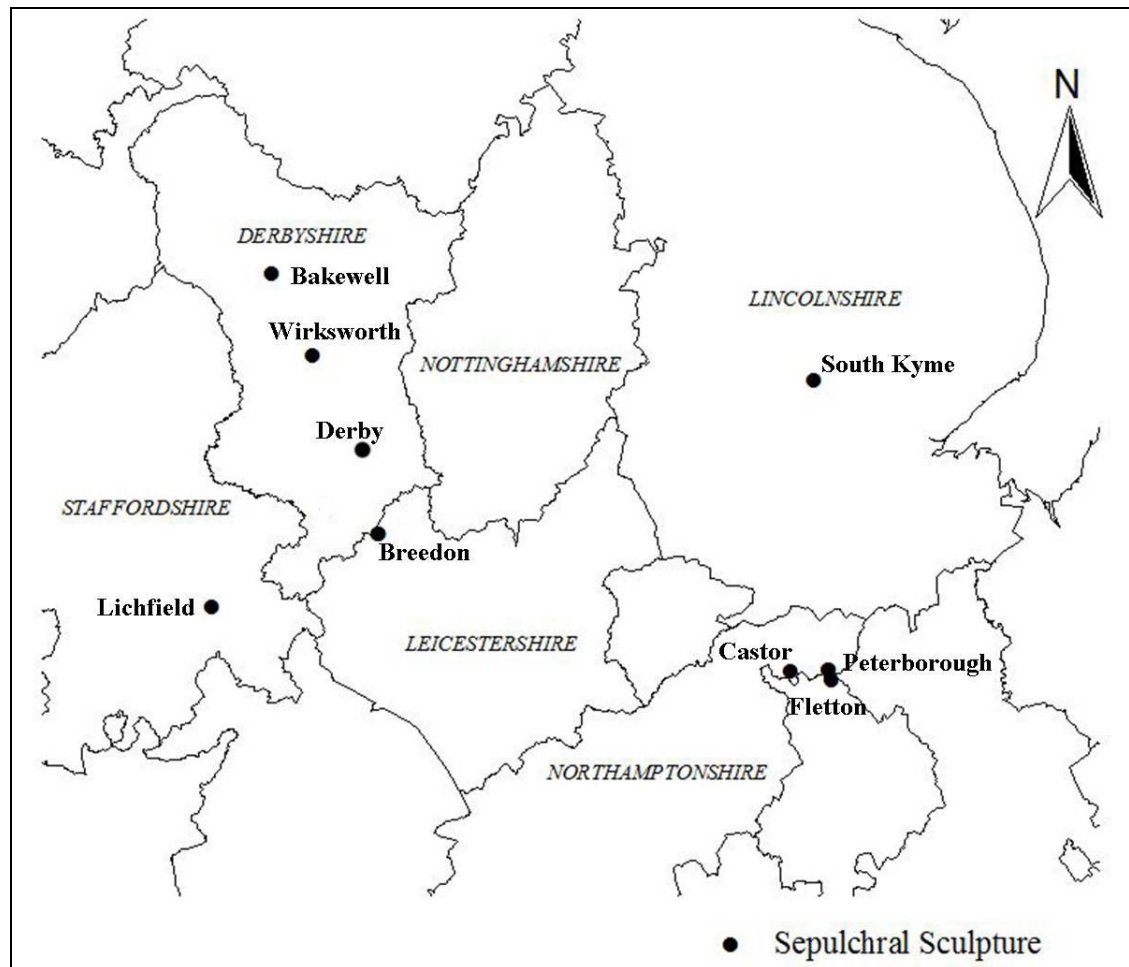 N
DERBYSHIRE
Bakewell
LINCOLNSHIRE
Wirksworth
NOTTINGHAMSHIRE
South Kyme
Derby
STAFFORDSHIRE
Breedon
Lichfield
LEICESTERSHIRE
Castor
Peterborough
Fletton
NORTHAMPTONSHIRE
Sepulchral Sculpture